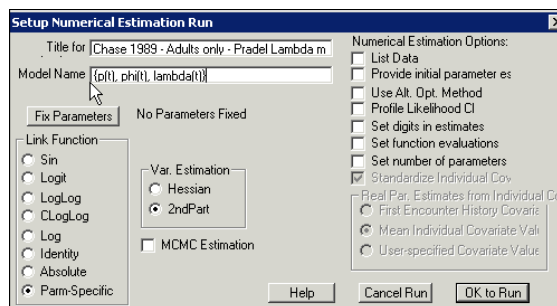 Setup Numerical Estimation Run
Title for
Chase 1989 - Adults only - Pradel Lambda m
Model Name
{p(t), phi(t), lambda(t)}
Fix Parameters
No Parameters Fixed
Link Function
Sin
Logit
LogLog
CLogLog
Log
Identity
Absolute
Parm-Specific
Var. Estimation
Hessian
2ndPart
MCMC Estimation
Numerical Estimation Options:
List Data
Provide initial parameter es
Use Alt. Opt. Method
Profile Likelihood CI
Set digits in estimates
Set function evaluations
Set number of parameters
Standardize Individual Cov
Real Par. Estimates from Individual Co
First Encounter History Covaria
Mean Individual Covariate Valu
User-specified Covariate Value
Help
Cancel Run
OK to Run